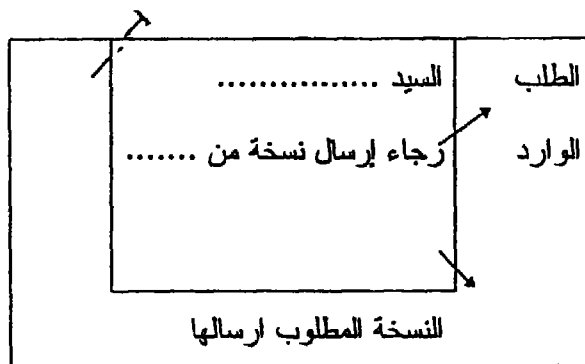 الطلب
السيد ................
الوارد
رجاء إرسال نسخة من .......
النسخة المطلوب ارسالها